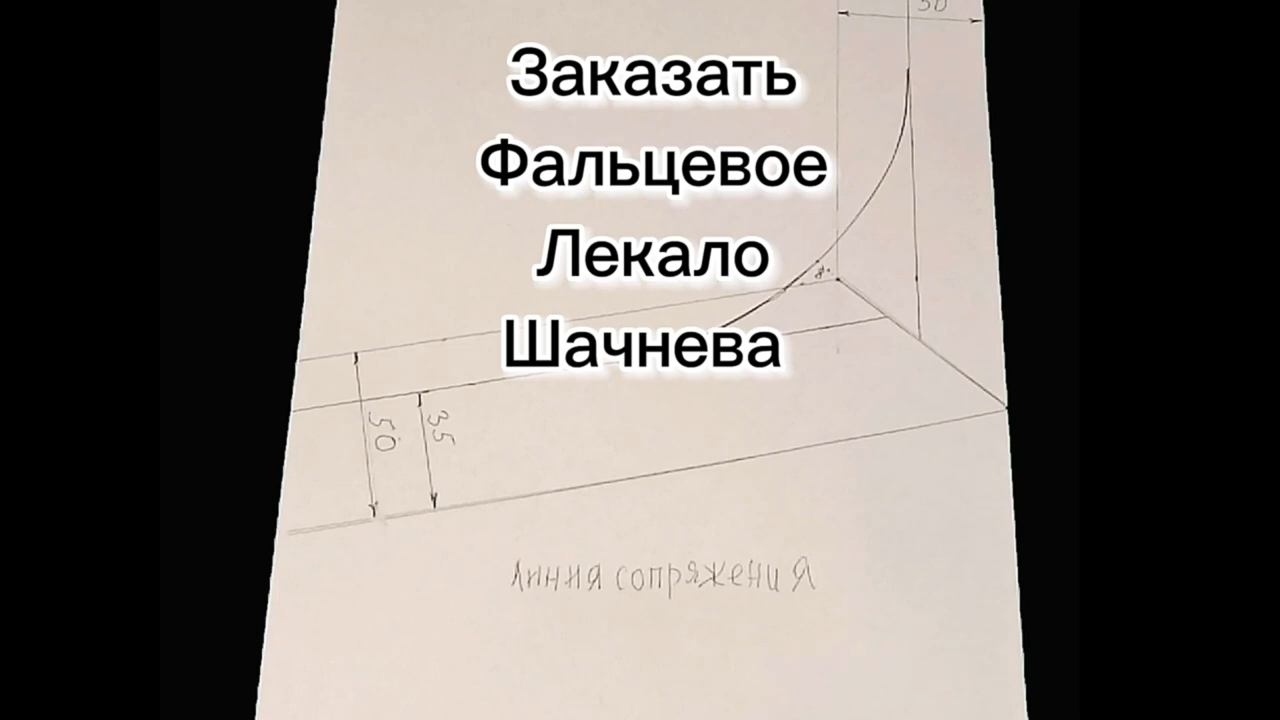 50
Заказать
Фальцевое
Лекало
Шачнева
50
35
линия сопряжения